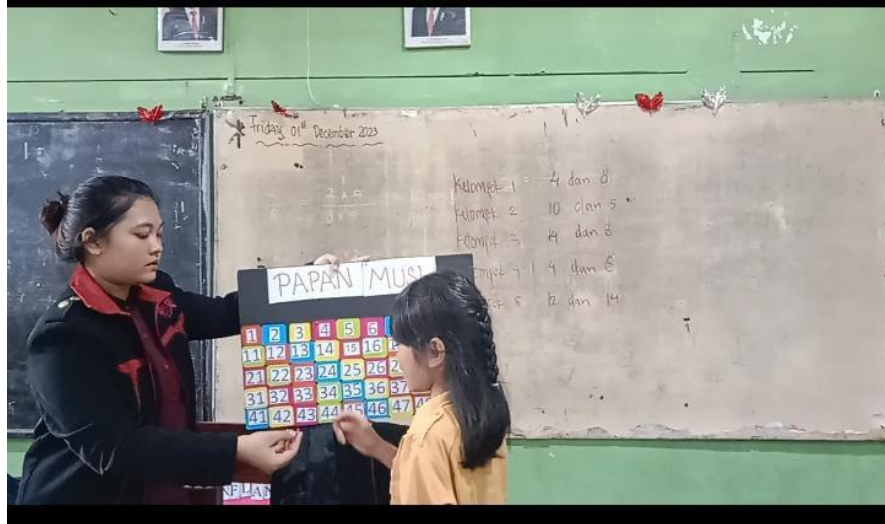 Friday 01st December 2023
2 x 5
Kelompok 1 = 4 dan 8
Kelompok 2 10 dan 5
Kelompok 3 14 dan 8
4 dan 6
12 dan 14
PAPAN MUSI
1 2 3 4 5 6
11 12 13 14 15 16
21 22 23 24 25 26
31 32 33 34 35 36 37
41 42 43 44 45 46 47